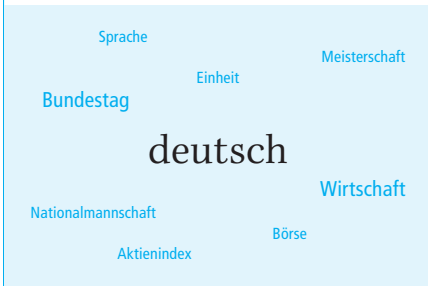 Sprache
Meisterschaft
Einheit
Bundestag
deutsch
Wirtschaft
Nationalmannschaft
Börse
Aktienindex